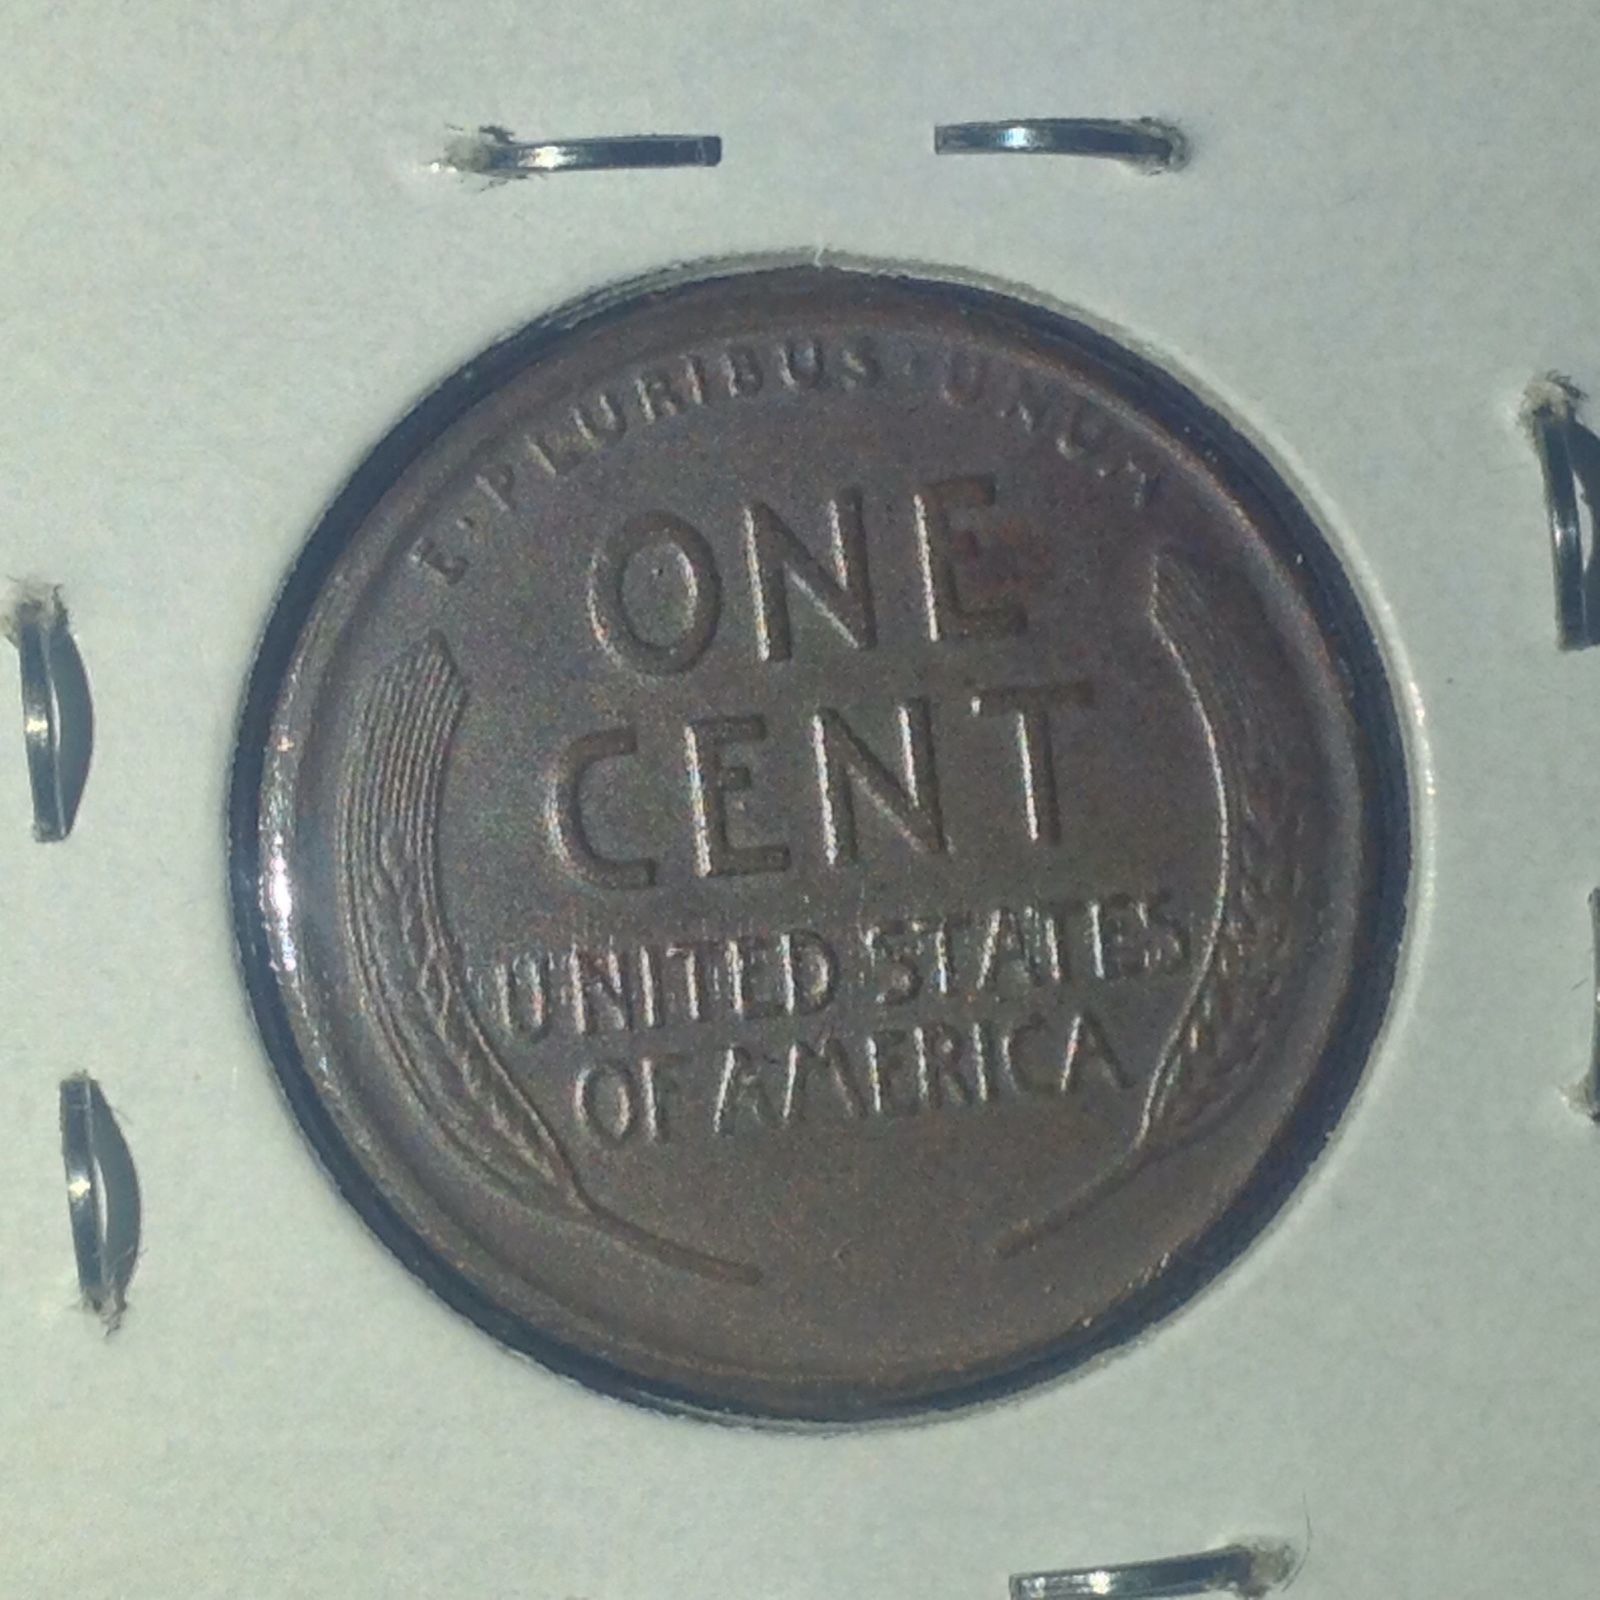 E·PLURIBUS·UNUM
ONE
CENT
UNITED STATES
OF AMERICA